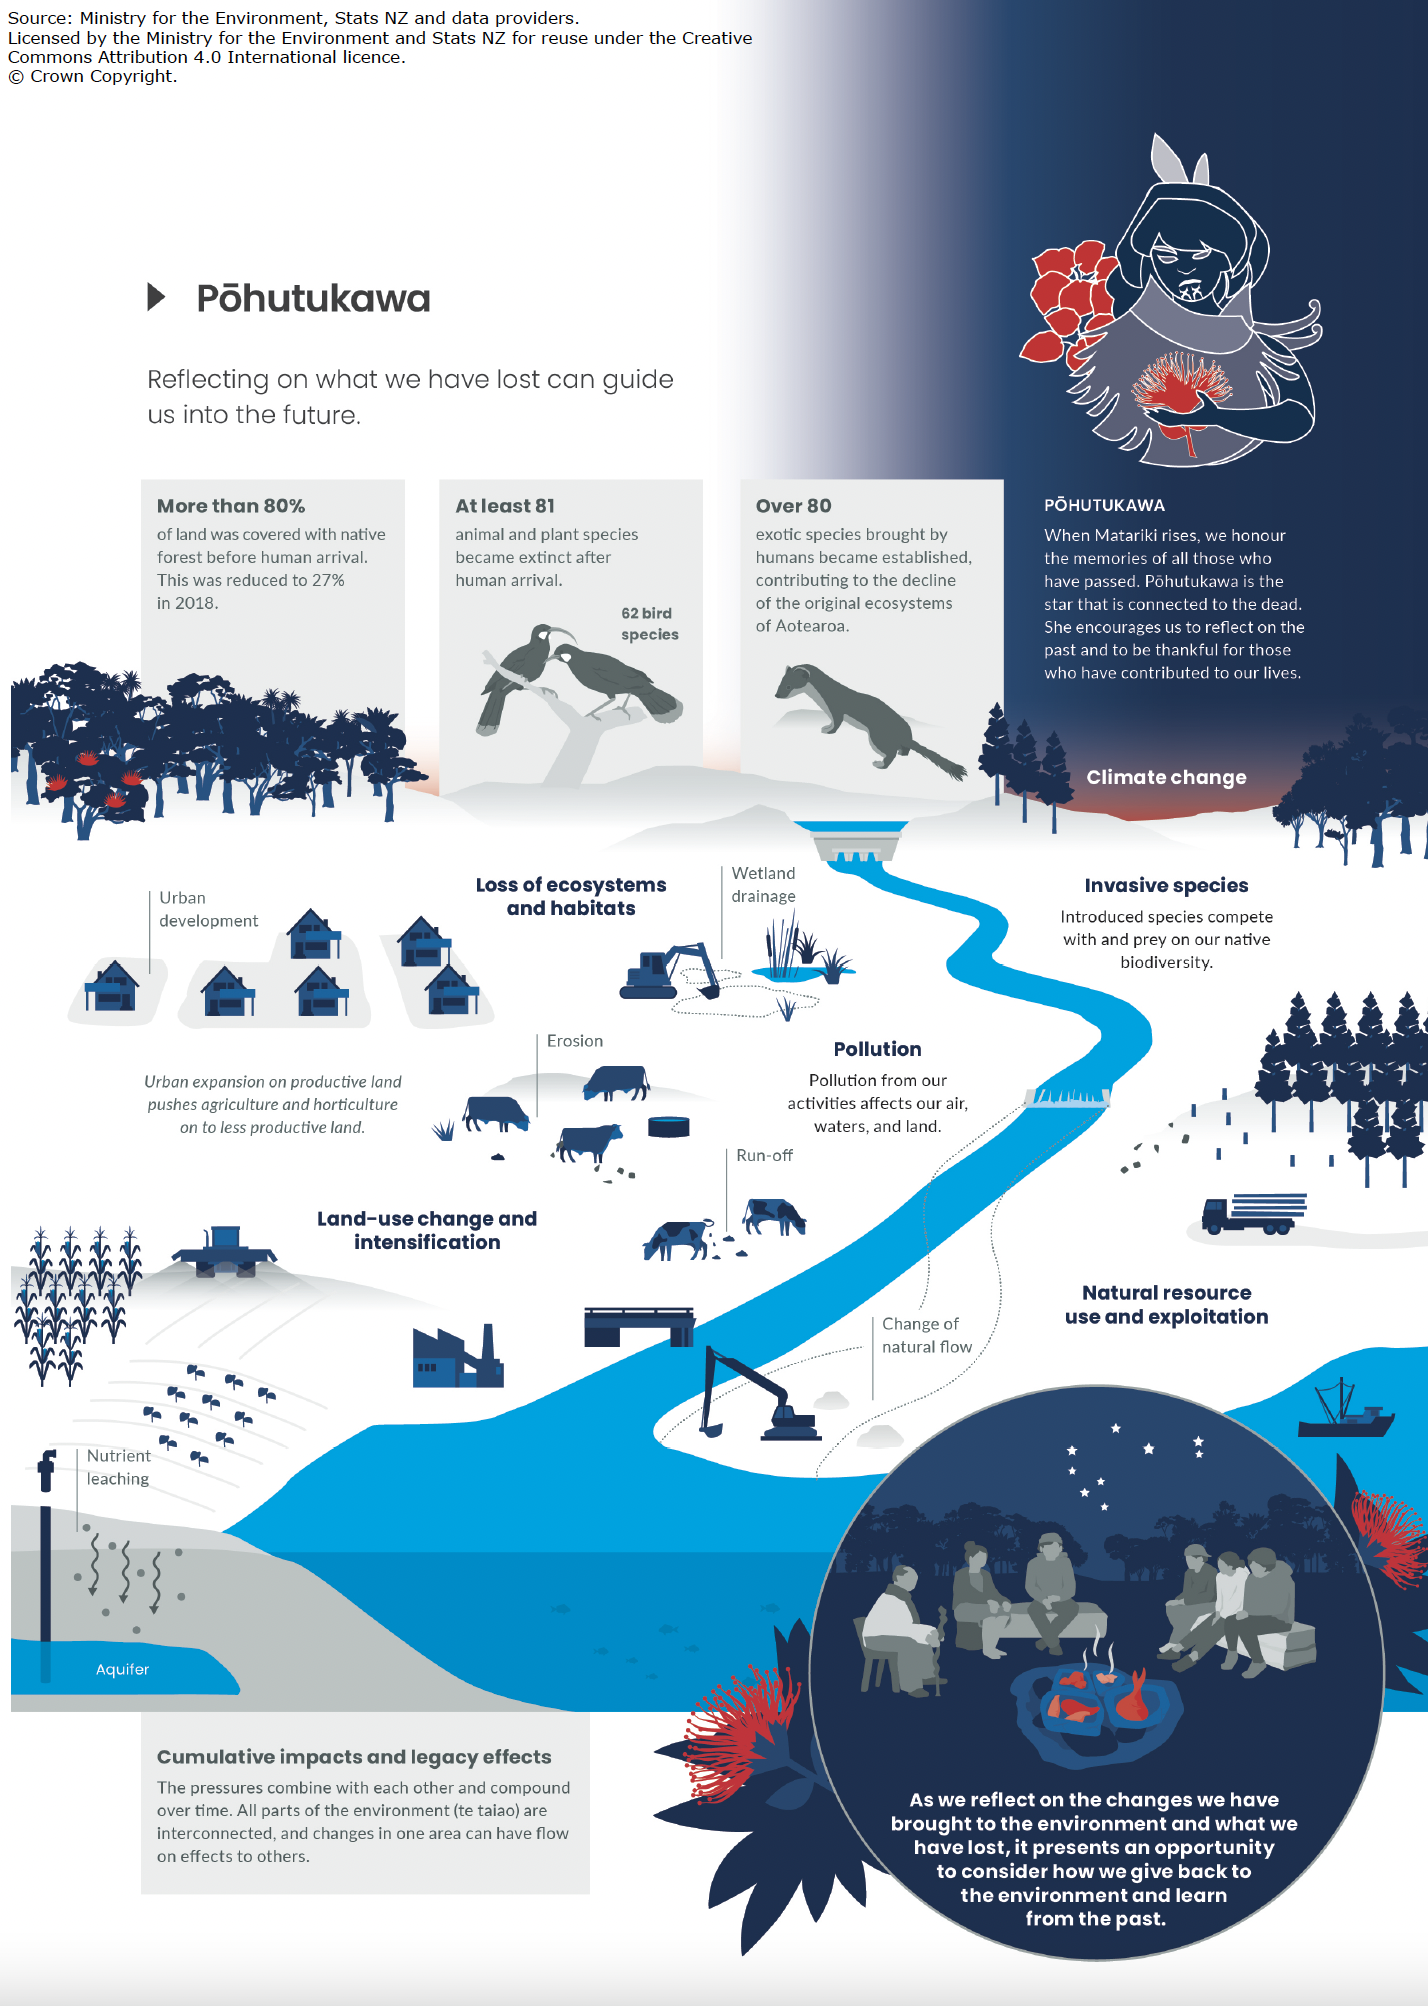 Source: Ministry for the Environment, Stats NZ and data providers.
Licensed by the Ministry for the Environment and Stats NZ for reuse under the Creative
Commons Attribution 4.0 International licence.
© Crown Copyright.
Pōhutukawa
Reflecting on what we have lost can guide
us into the future.
More than 80%
of land was covered with native
forest before human arrival.
This was reduced to 27%
in 2018.
At least 81
animal and plant species
became extinct after
human arrival.
62 bird
species
Over 80
exotic species brought by
humans became established,
contributing to the decline
of the original ecosystems
of Aotearoa.
PŌHUTUKAWA
When Matariki rises, we honour
the memories of all those who
have passed. Pōhutukawa is the
star that is connected to the dead.
She encourages us to reflect on the
past and to be thankful for those
who have contributed to our lives.
Climate change
Urban
development
Loss of ecosystems
and habitats
Wetland
drainage
Invasive species
Introduced species compete
with and prey on our native
biodiversity.
Urban expansion on productive land
pushes agriculture and horticulture
on to less productive land.
Erosion
Pollution
Pollution from our
activities affects our air,
waters, and land.
Run-off
Land-use change and
intensification
Natural resource
use and exploitation
Change of
natural flow
Nutrient
leaching
Aquifer
Cumulative impacts and legacy effects
The pressures combine with each other and compound
over time. All parts of the environment (te taiao) are
interconnected, and changes in one area can have flow
on effects to others.
As we reflect on the changes we have
brought to the environment and what we
have lost, it presents an opportunity
to consider how we give back to
the environment and learn
from the past.